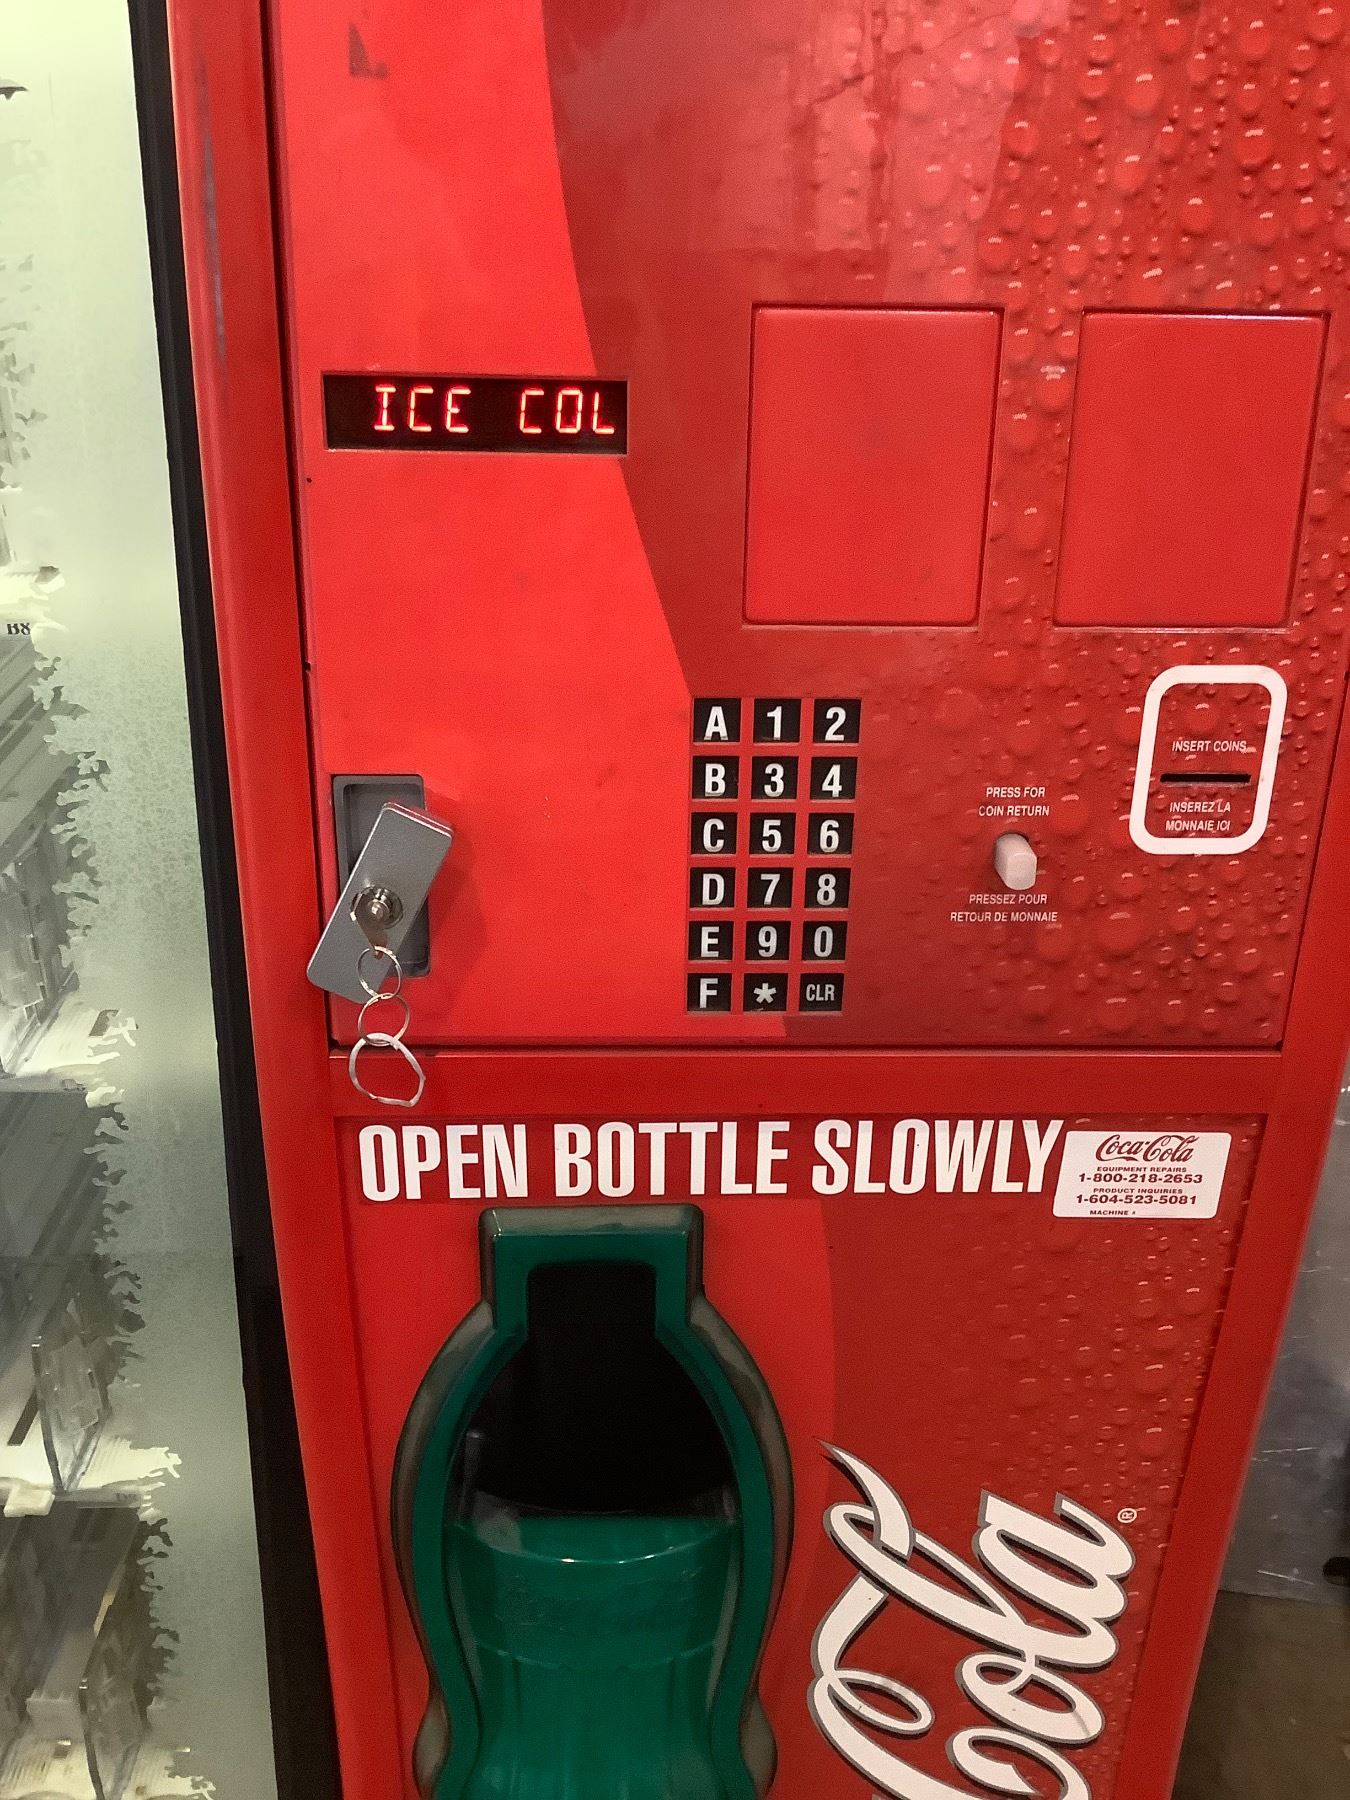 ICE COL
B8
A 1 2
B 3 4
C 5 6
D 7 8
E 9 0
F * CLR
PRESS FOR
COIN RETURN
PRESSEZ POUR
RETOUR DE MONNAIE
INSERT COINS
INSEREZ LA
MONNAIE ICI
OPEN BOTTLE SLOWLY
Coca-Cola
EQUIPMENT REPAIRS
1-800-218-2653
PRODUCT INQUIRIES
1-604-523-5081
MACHINE #
Cola®